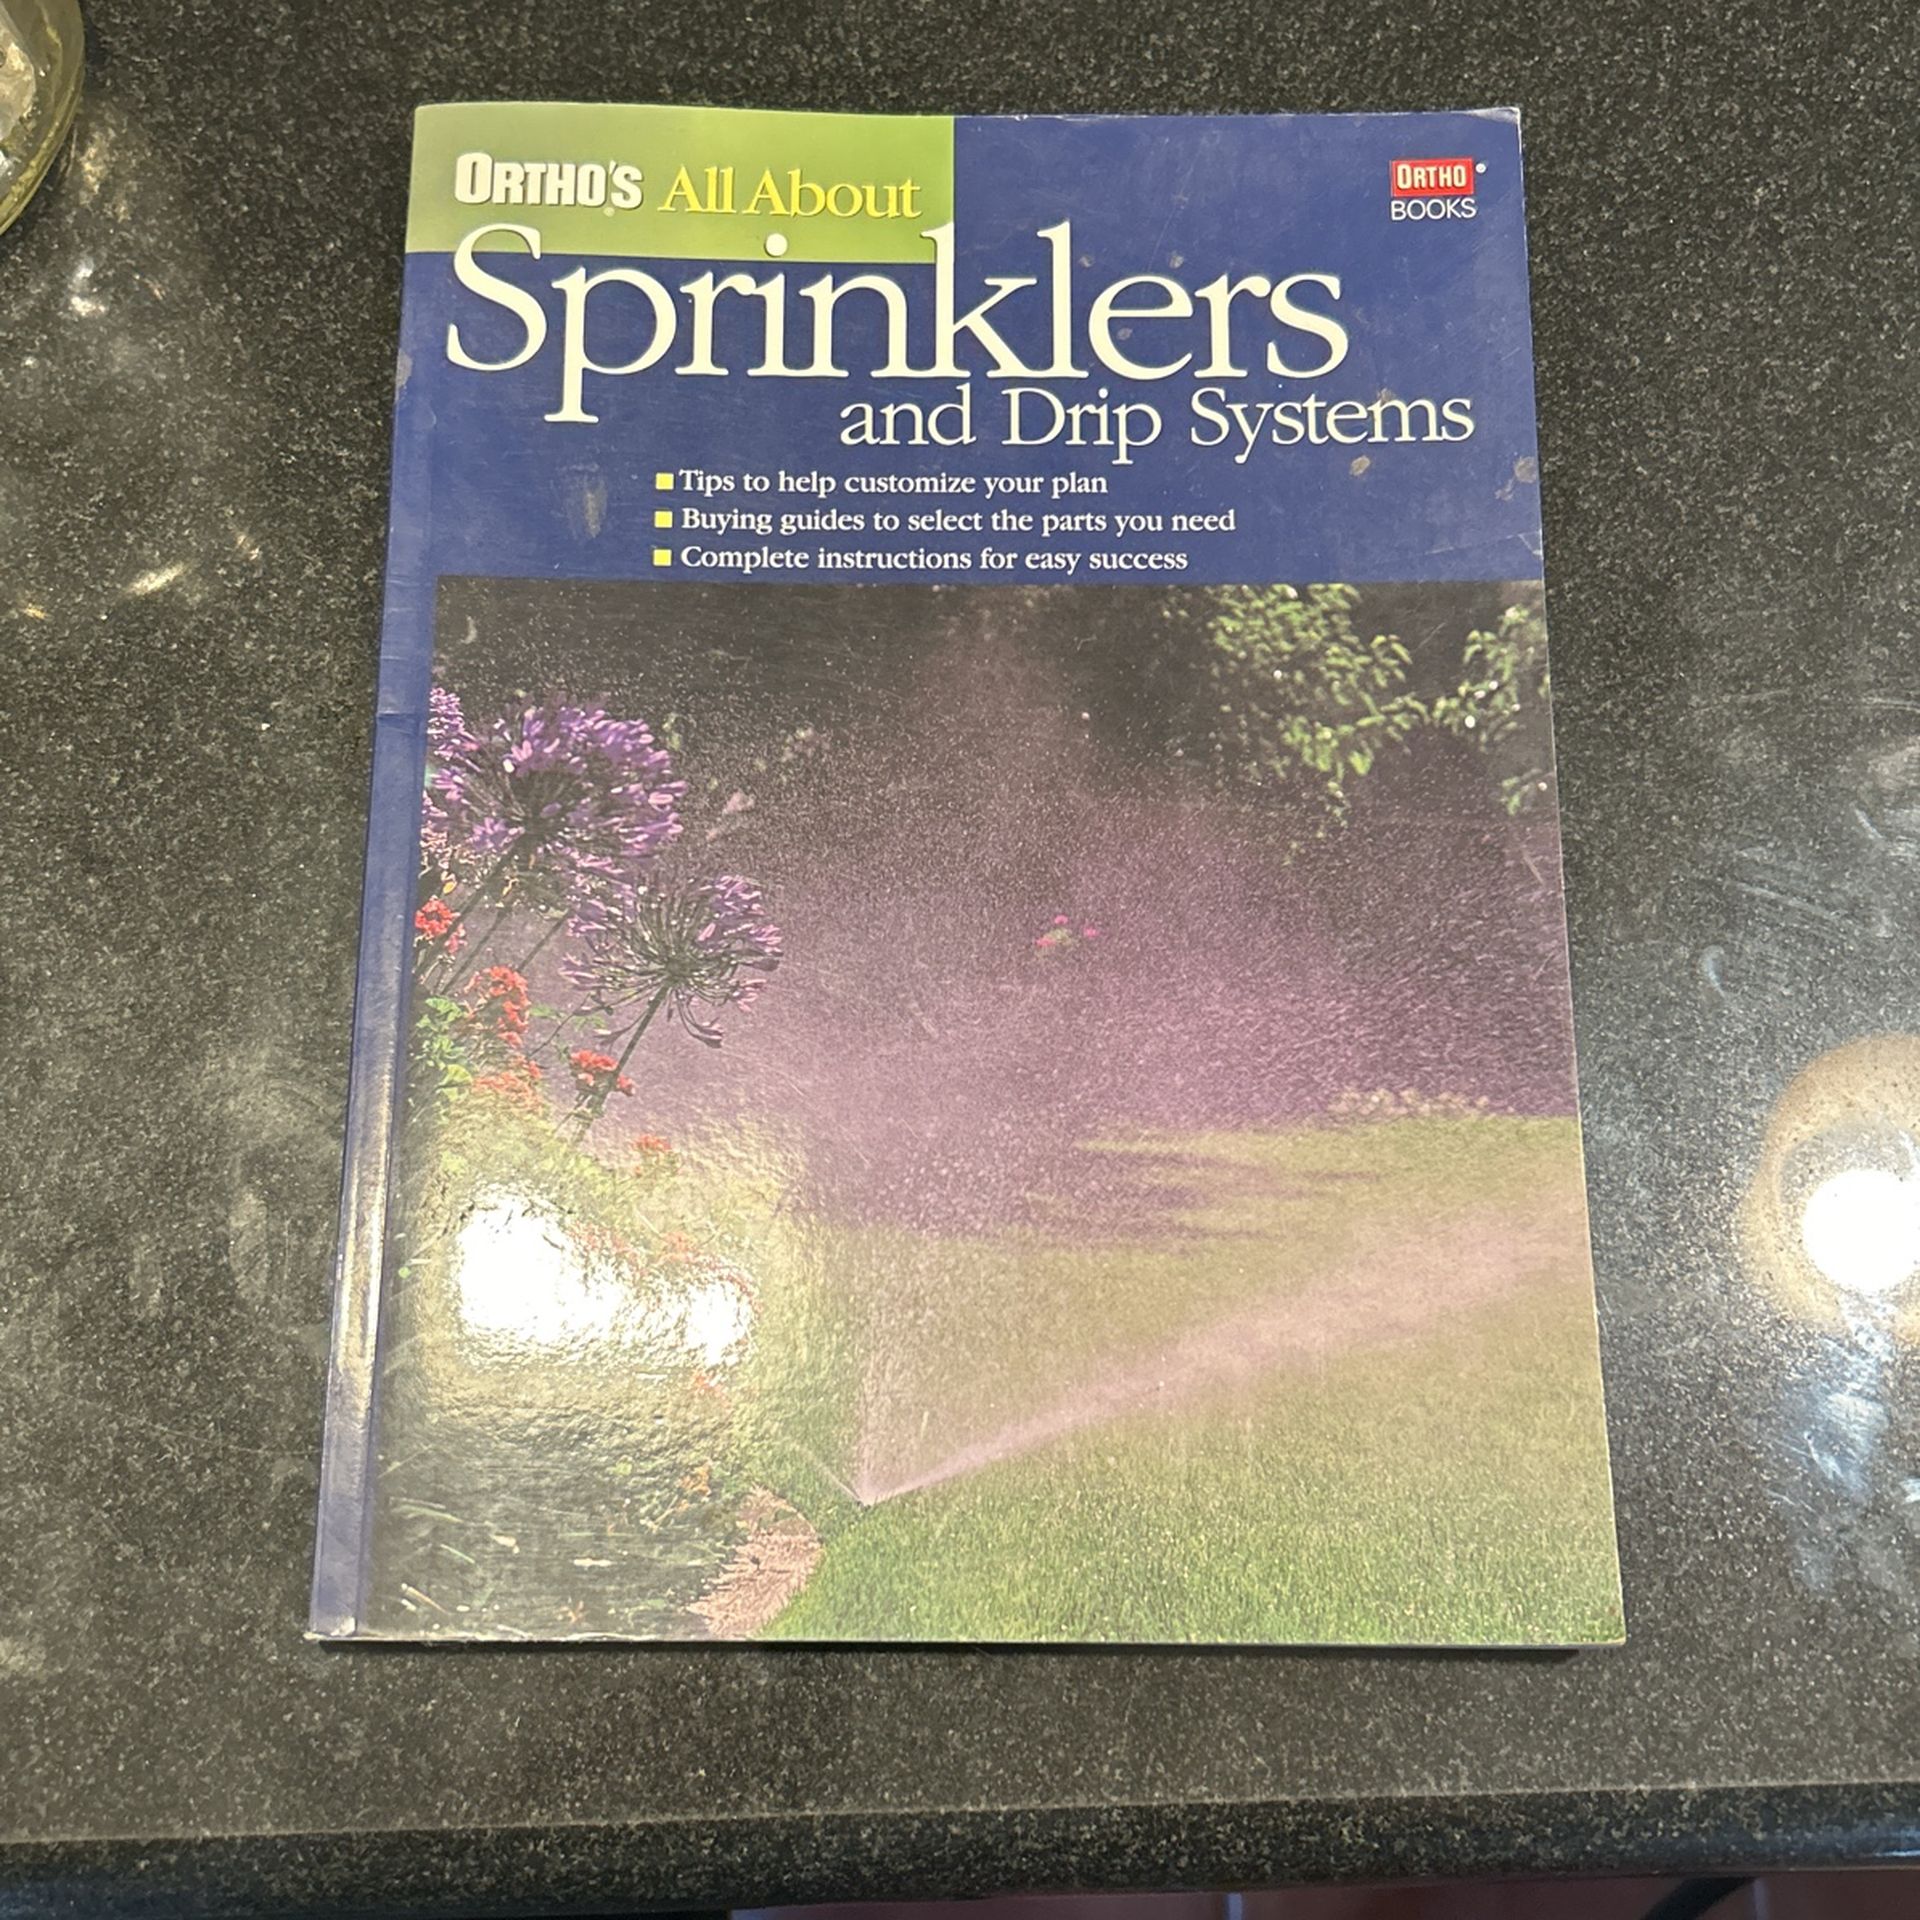 ORTHO'S All About
ORTHO
BOOKS
Sprinklers
and Drip Systems
Tips to help customize your plan
Buying guides to select the parts you need
Complete instructions for easy success